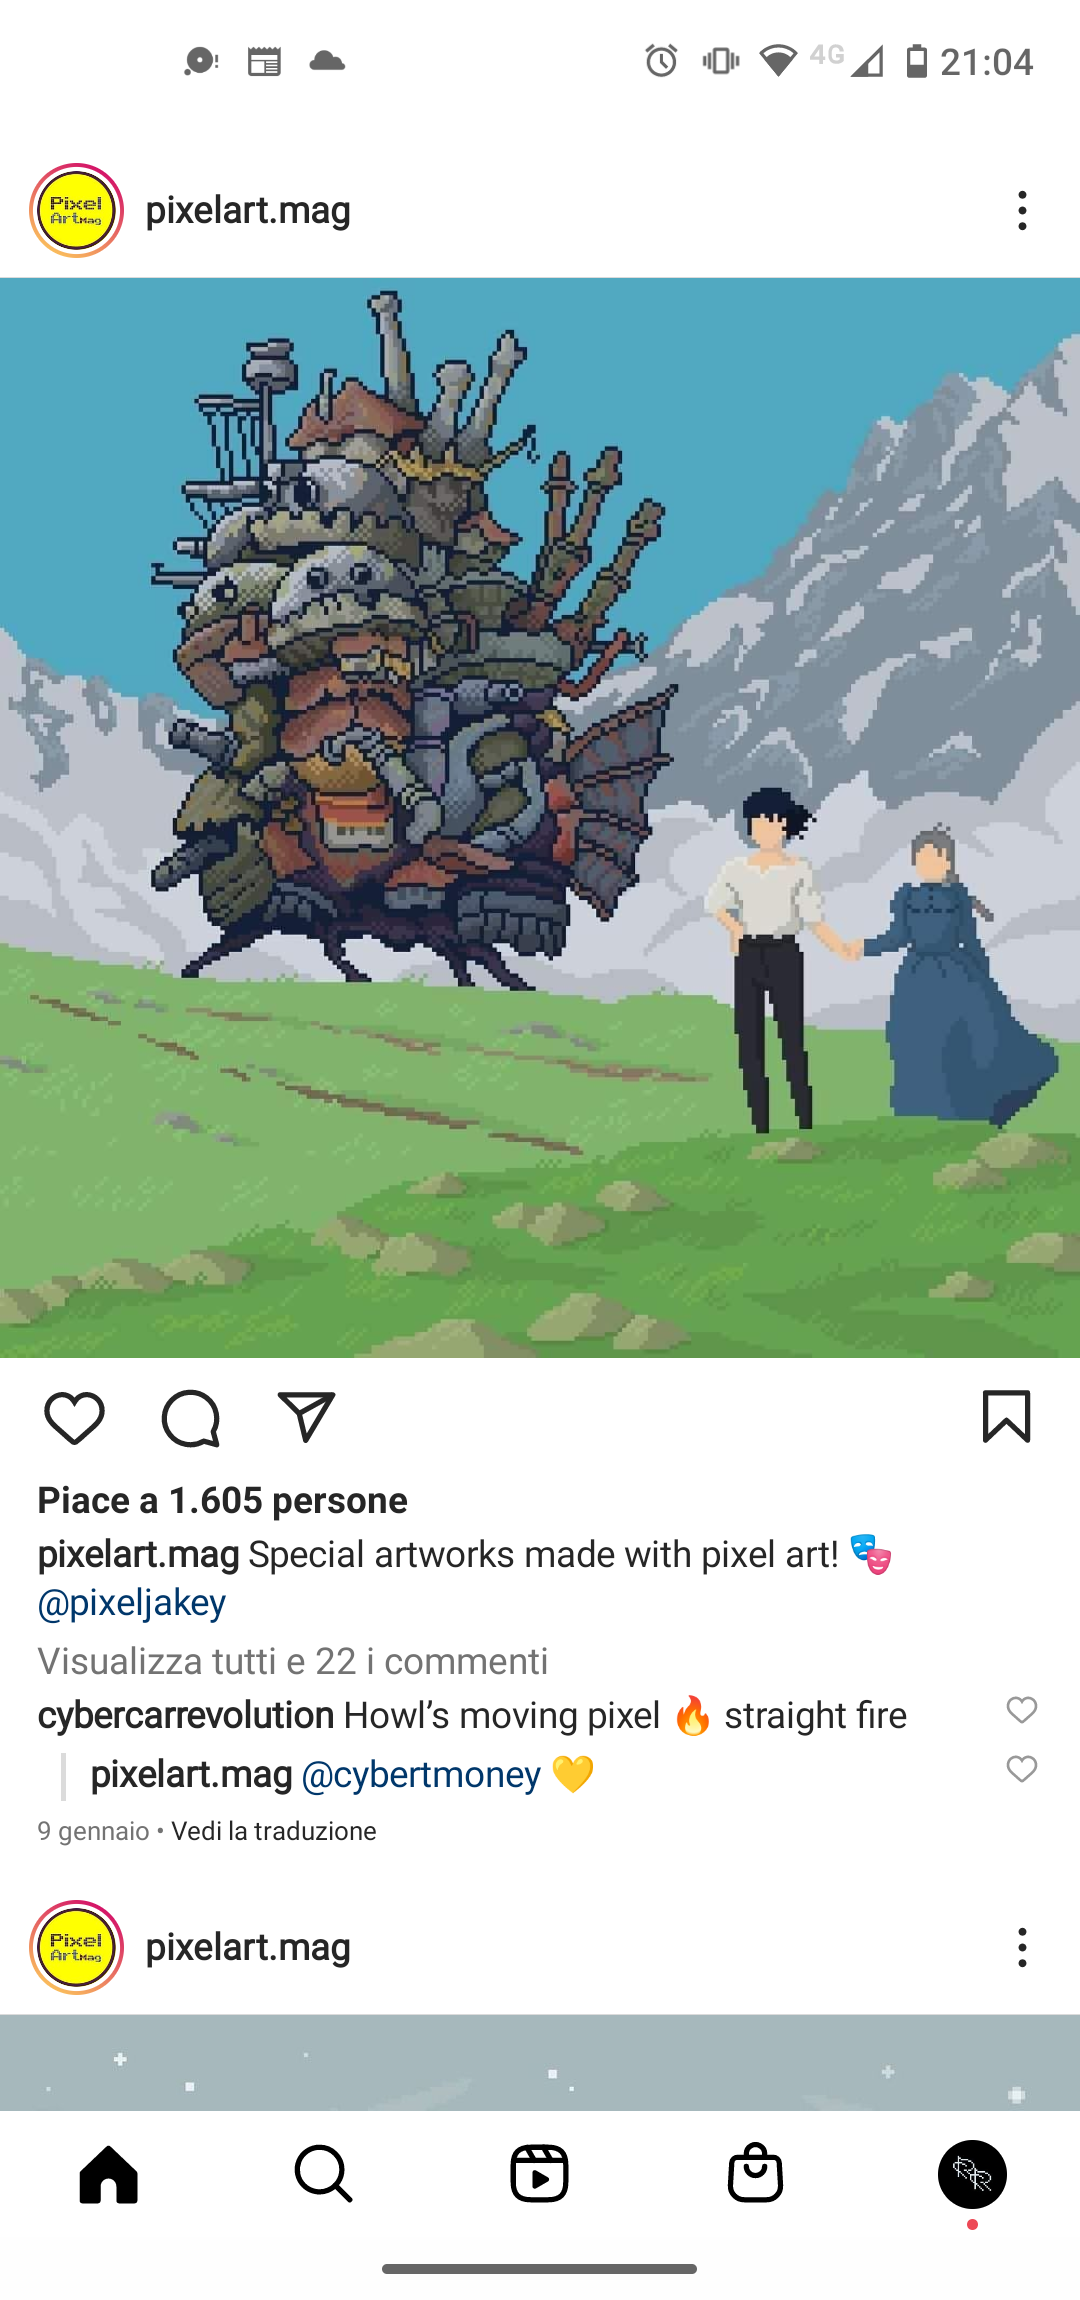 4G 21:04
Pixel
ArtMag
pixelart.mag
Piace a 1.605 persone
pixelart.mag Special artworks made with pixel art! 🎭
@pixeljakey
Visualizza tutti e 22 i commenti
cybercarrevolution Howl’s moving pixel 🔥 straight fire
pixelart.mag @cybertmoney 💛
9 gennaio • Vedi la traduzione
Pixel
ArtMag
pixelart.mag